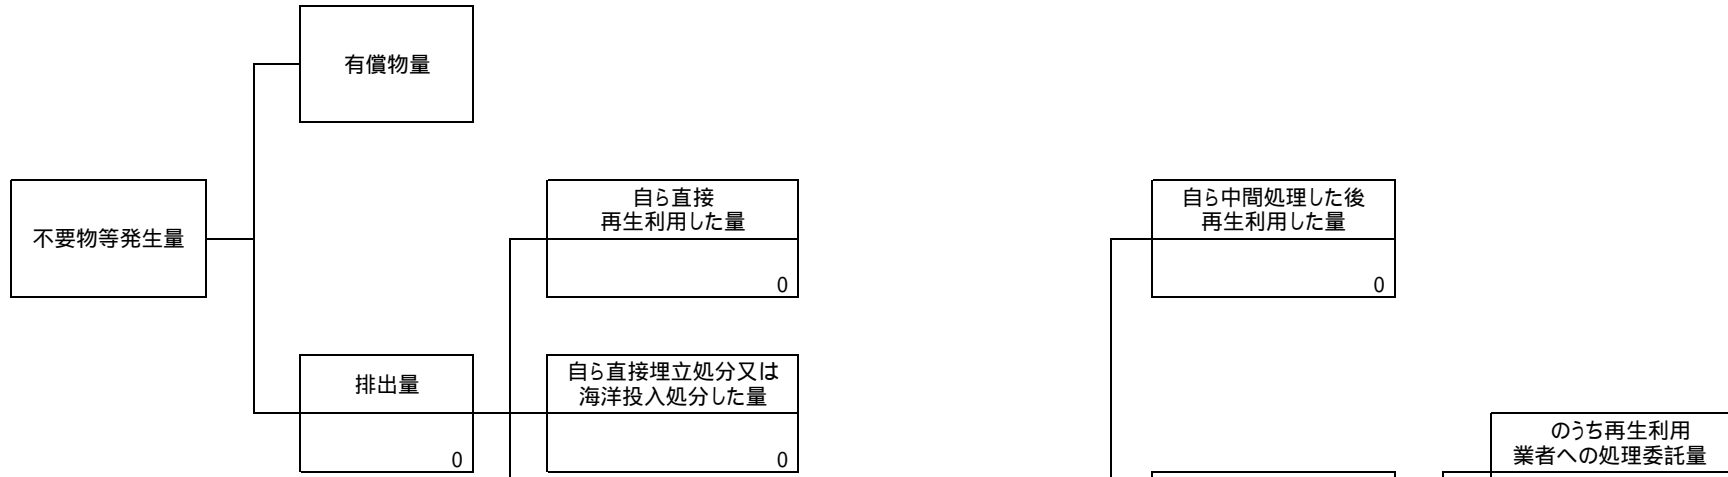 有償物量
不要物等発生量
自ら直接
再生利用した量
0
自ら中間処理した後
再生利用した量
0
排出量
0
自ら直接埋立処分又は
海洋投入処分した量
0
のうち再生利用
業者への処理委託量